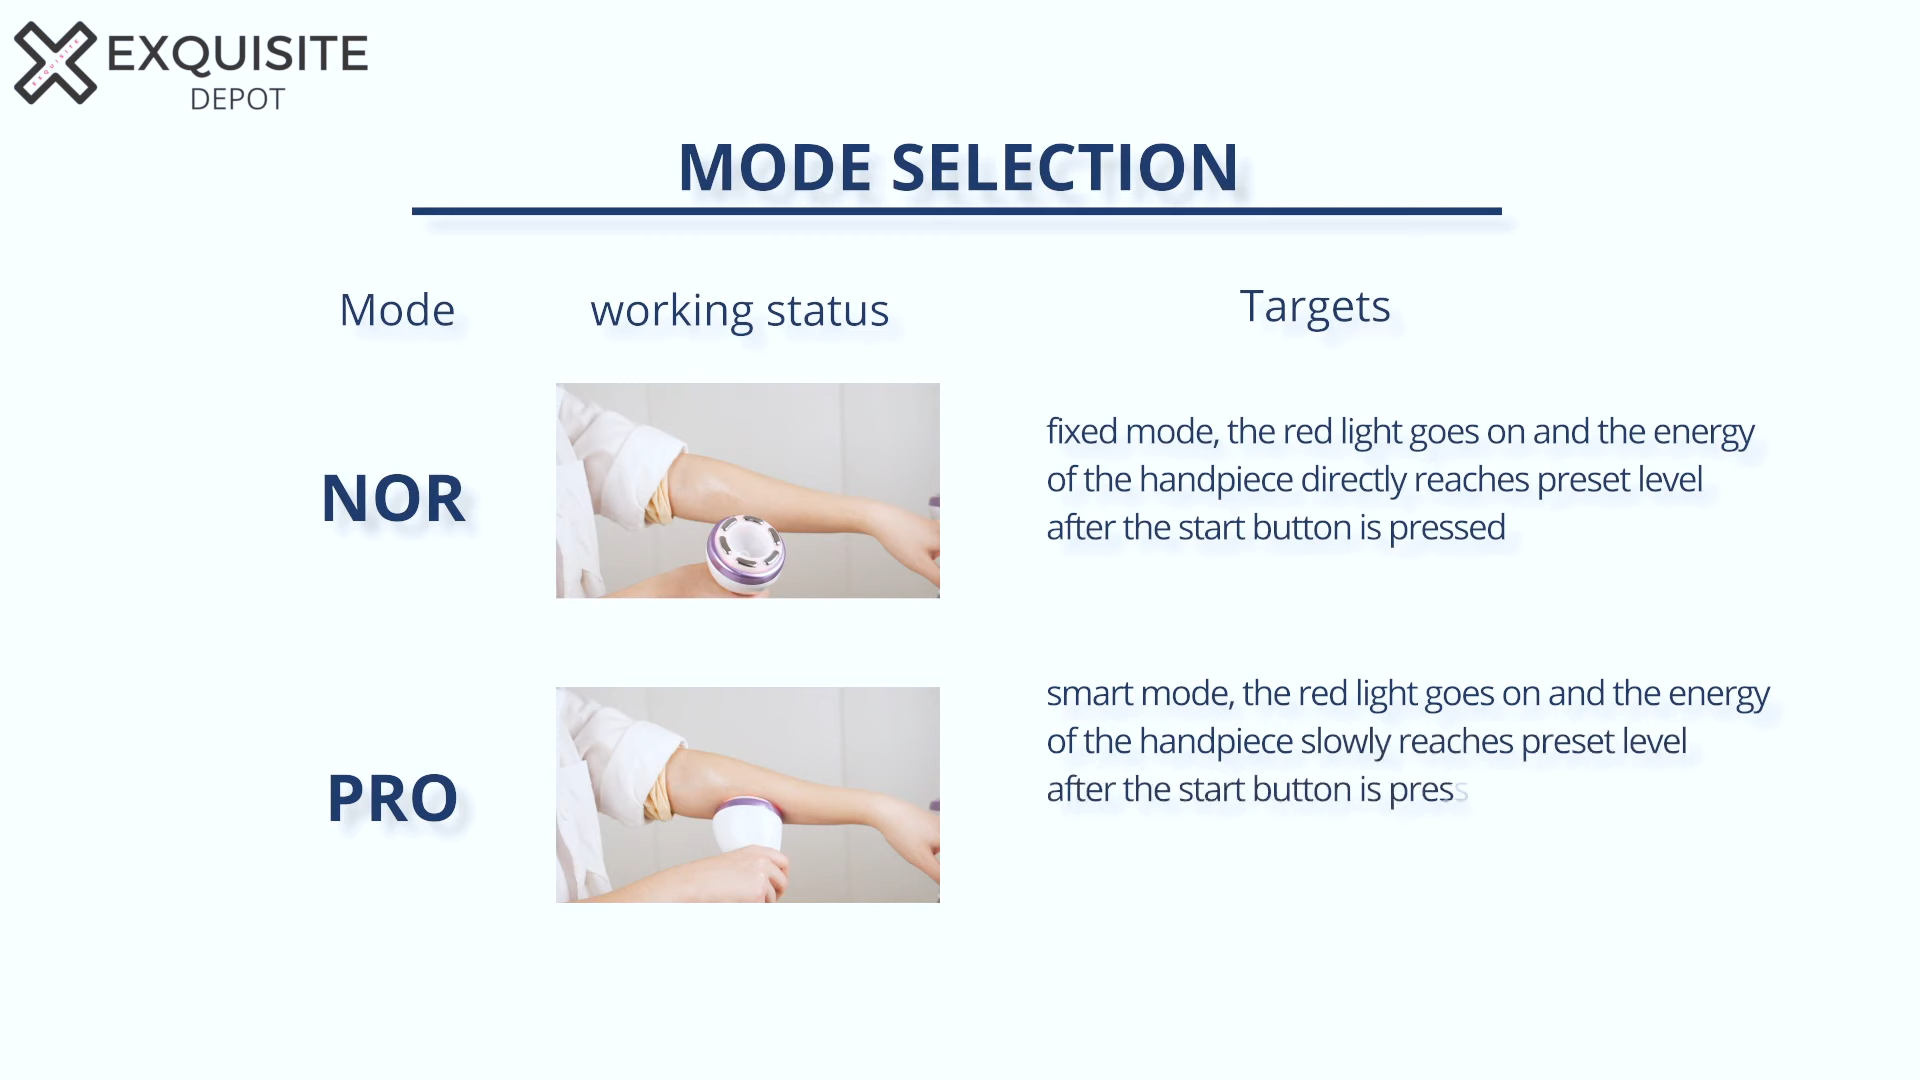 EXQUISITE
EXQUISITE
DEPOT
MODE SELECTION
Mode
working status
Targets
NOR
fixed mode, the red light goes on and the energy
of the handpiece directly reaches preset level
after the start button is pressed
PRO
smart mode, the red light goes on and the energy
of the handpiece slowly reaches preset level
after the start button is press